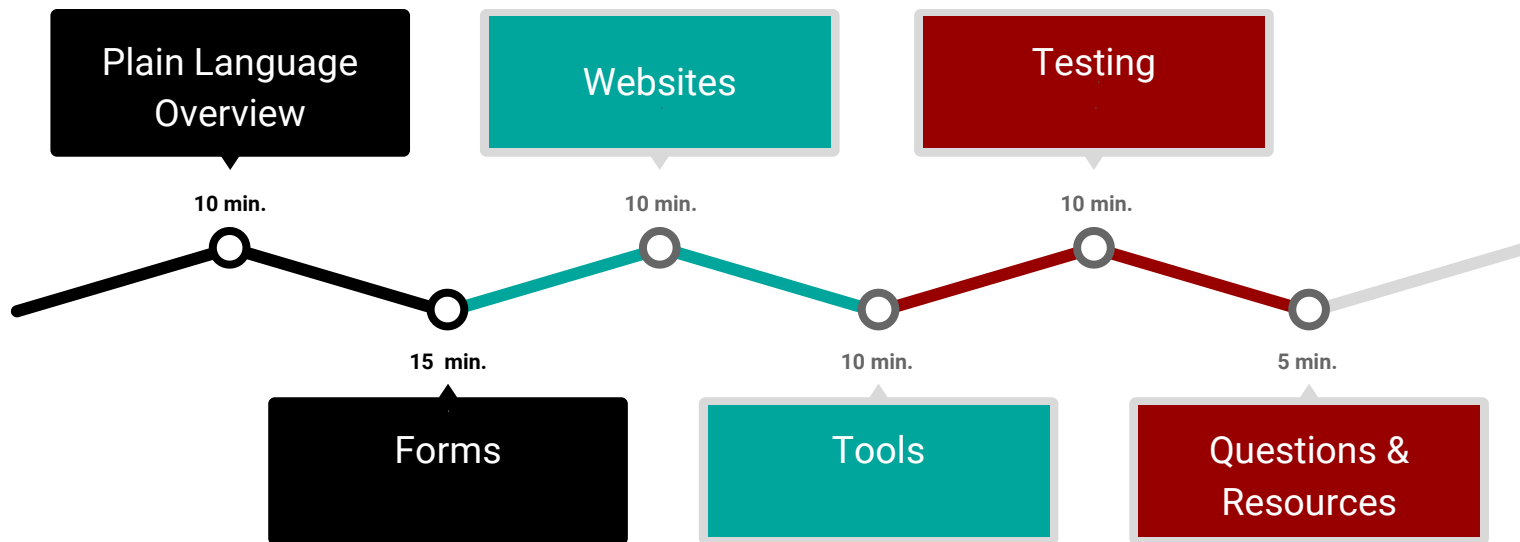 Plain Language
Overview
Websites
Testing
10 min.
10 min.
10 min.
15  min.
10 min.
5 min.
Forms
Tools
Questions &
Resources